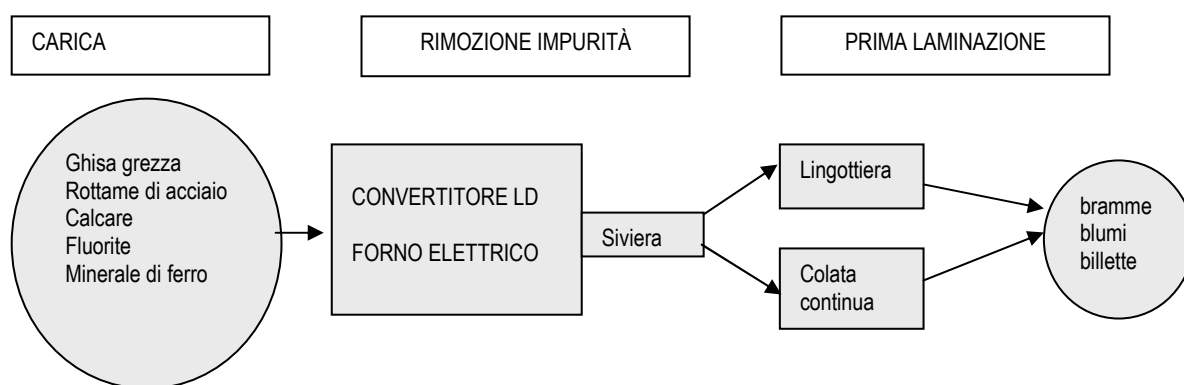 CARICA
RIMOZIONE IMPURITÀ
PRIMA LAMINAZIONE
Ghisa grezza
Rottame di acciaio
Calcare
Fluorite
Minerale di ferro
CONVERTITORE LD
FORNO ELETTRICO
Siviera
Lingottiera
Colata
continua
bramme
blumi
billette